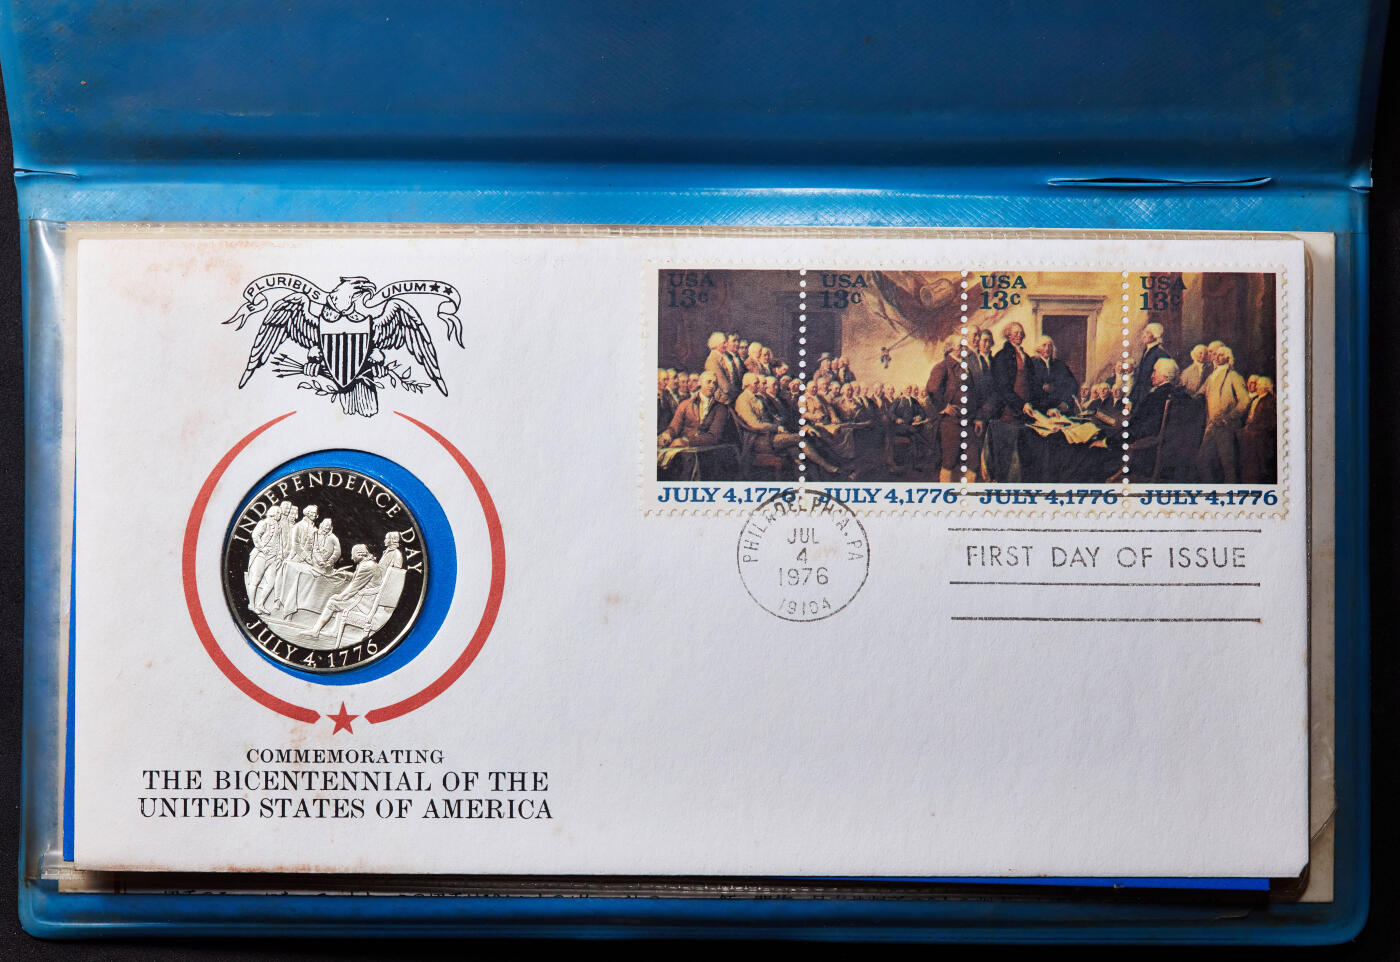 E PLURIBUS UNUM
INDEPENDENCE DAY
JULY 4, 1776
COMMEMORATING
THE BICENTENNIAL OF THE
UNITED STATES OF AMERICA
USA
13c
USA
13c
USA
13c
USA
13c
JULY 4,1776
JULY 4,1776
JULY 4,1776
JULY 4,1776
PHILADELPHIA, PA
JUL
4
1976
19104
FIRST DAY OF ISSUE